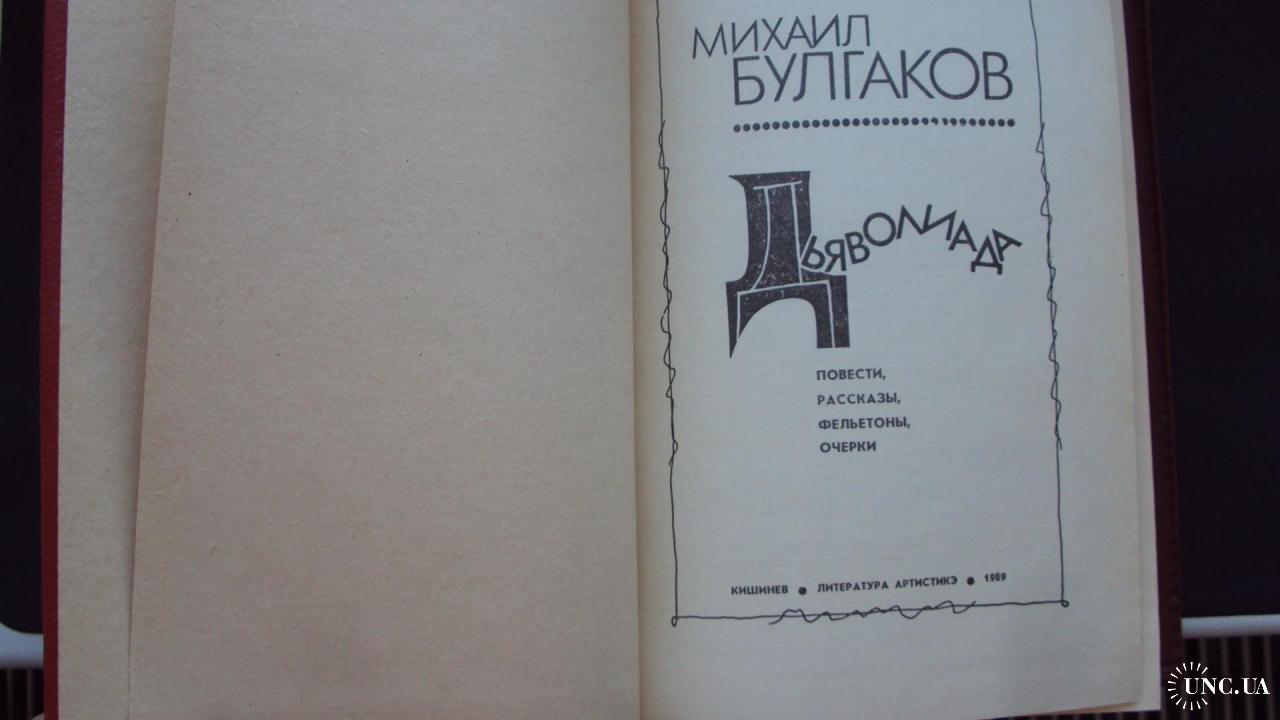 МИХАИЛ
БУЛГАКОВ
ДЬЯВОЛИАДА
ПОВЕСТИ,
РАССКАЗЫ,
ФЕЛЬЕТОНЫ,
ОЧЕРКИ
КИШИНЕВ ● ЛИТЕРАТУРА АРТИСТИКЭ ● 1989
UNC.UA